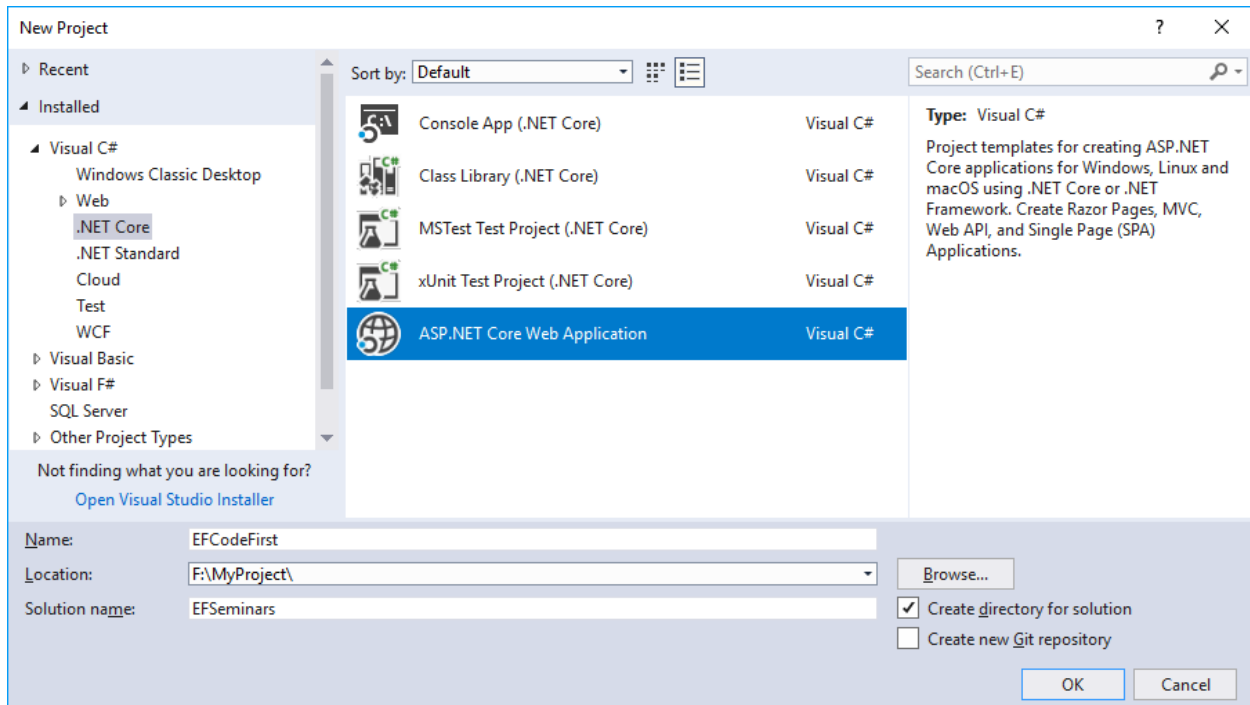 New Project
?
Recent
Installed
Visual C#
Windows Classic Desktop
Web
.NET Core
.NET Standard
Cloud
Test
WCF
Visual Basic
Visual F#
SQL Server
Other Project Types
Not finding what you are looking for?
Open Visual Studio Installer
Sort by: Default
Console App (.NET Core) Visual C#
Class Library (.NET Core) Visual C#
MSTest Test Project (.NET Core) Visual C#
xUnit Test Project (.NET Core) Visual C#
ASP.NET Core Web Application Visual C#
Search (Ctrl+E)
Type: Visual C#
Project templates for creating ASP.NET
Core applications for Windows, Linux and
macOS using .NET Core or .NET
Framework. Create Razor Pages, MVC,
Web API, and Single Page (SPA)
Applications.
Name: EFCodeFirst
Location: F:\MyProject\
Browse...
Solution name: EFSeminars
Create directory for solution
Create new Git repository
OK Cancel